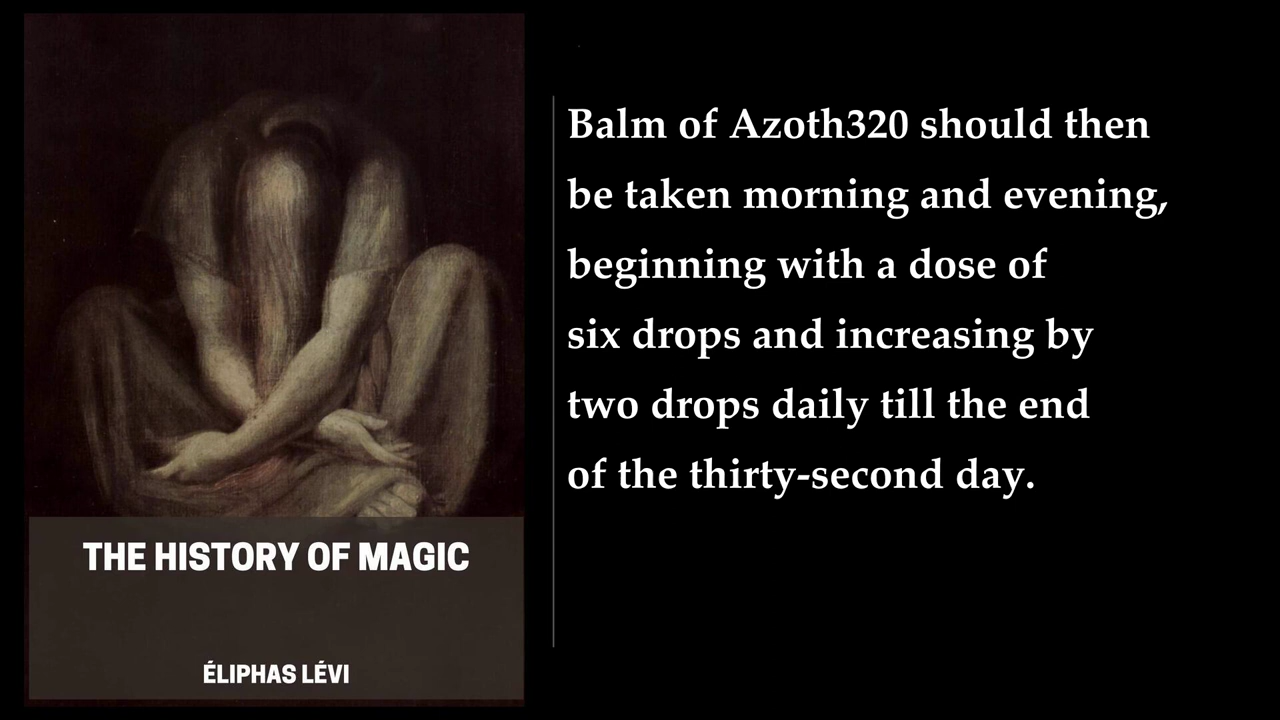 THE HISTORY OF MAGIC
ÉLIPHAS LÉVI
Balm of Azoth320 should then
be taken morning and evening,
beginning with a dose of
six drops and increasing by
two drops daily till the end
of the thirty-second day.